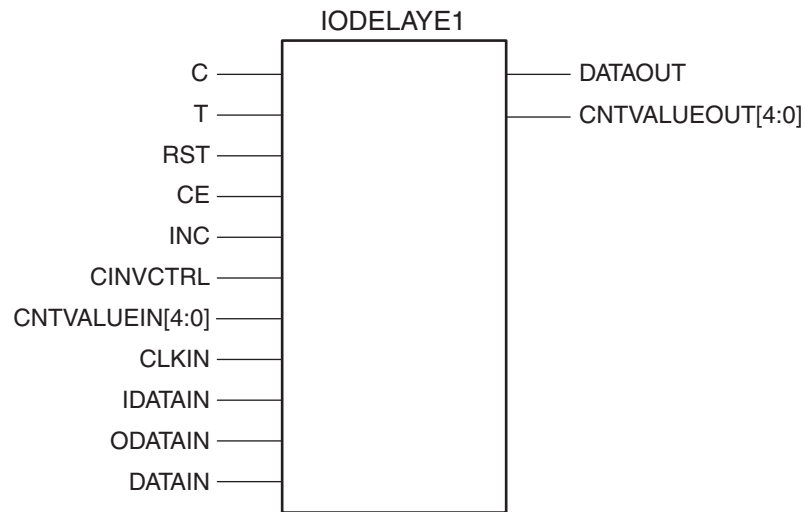 IODELAYE1
C
T
RST
CE
INC
CINVCTRL
CNTVALUEIN[4:0]
CLKIN
IDATAIN
ODATAIN
DATAIN
DATAOUT
CNTVALUEOUT[4:0]